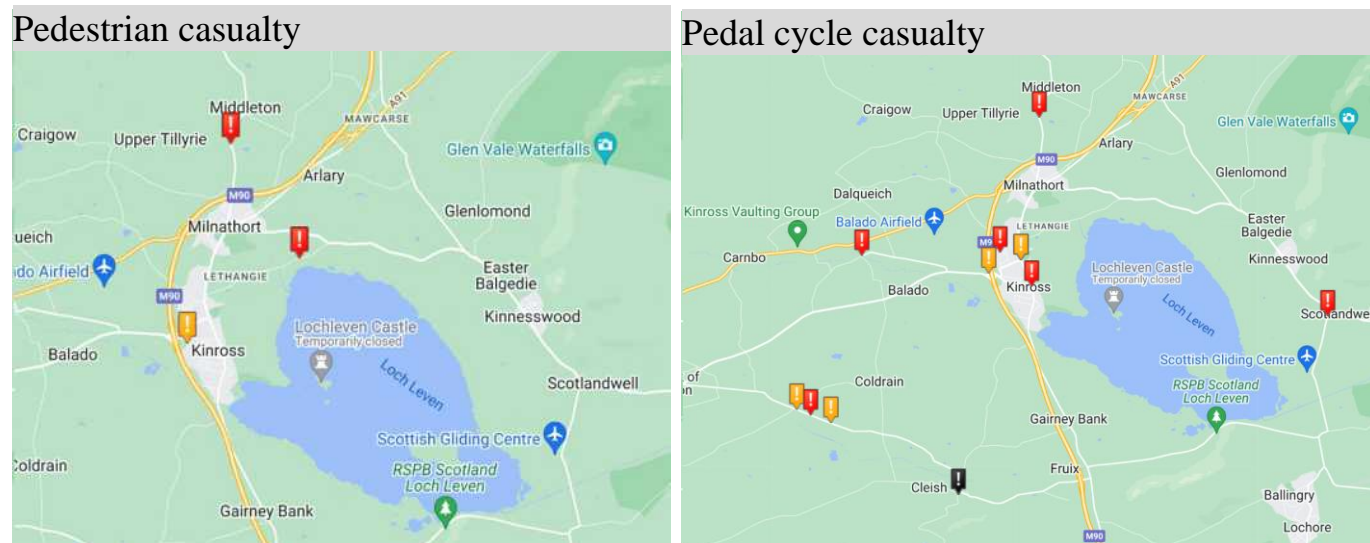 Pedestrian casualty
Middleton
A91
MAWCARSE
Craigow
Upper Tillyrie
Glen Vale Waterfalls
Arlary
M90
Glenlomond
Milnathort
ueich
LETHANGIE
do Airfield
Easter
Balgedie
M90
Kinnesswood
Lochleven Castle
Temporarily closed
Balado
Kinross
Loch Leven
Scotlandwell
Scottish Gliding Centre
Coldrain
RSPB Scotland
Loch Leven
Gairney Bank
Pedal cycle casualty
Middleton
MAWCARSE
Craigow
Upper Tillyrie
Glen Vale Waterfalls
Arlary
M90
Glenlomond
Dalqueich
Milnathort
Kinross Vaulting Group
Balado Airfield
LETHANGIE
Easter
Balgedie
M9
Carnbo
Kinnesswood
Lochleven Castle
Temporarily closed
Balado
Kinross
Loch Leven
Scotlandwe
Scottish Gliding Centre
of
n
Coldrain
RSPB Scotland
Loch Leven
Gairney Bank
Fruix
Cleish
Ballingry
Lochore
M90